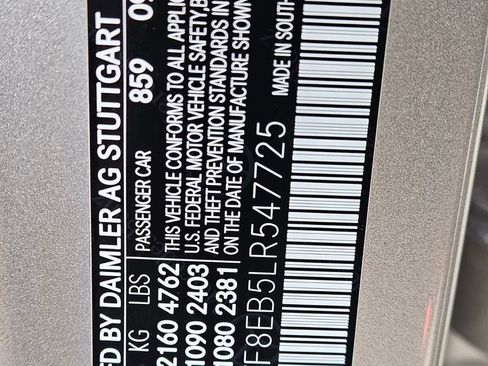 FD BY DAIMLER AG STUTTGART
859 09
KG LBS PASSENGER CAR
2160 4762 THIS VEHICLE CONFORMS TO ALL APPLIC
1090 2403 U.S. FEDERAL MOTOR VEHICLE SAFETY, B
1080 2381 AND THEFT PREVENTION STANDARDS IN
ON THE DATE OF MANUFACTURE SHOWN
F8EB5LR547725 MADE IN SOUTH